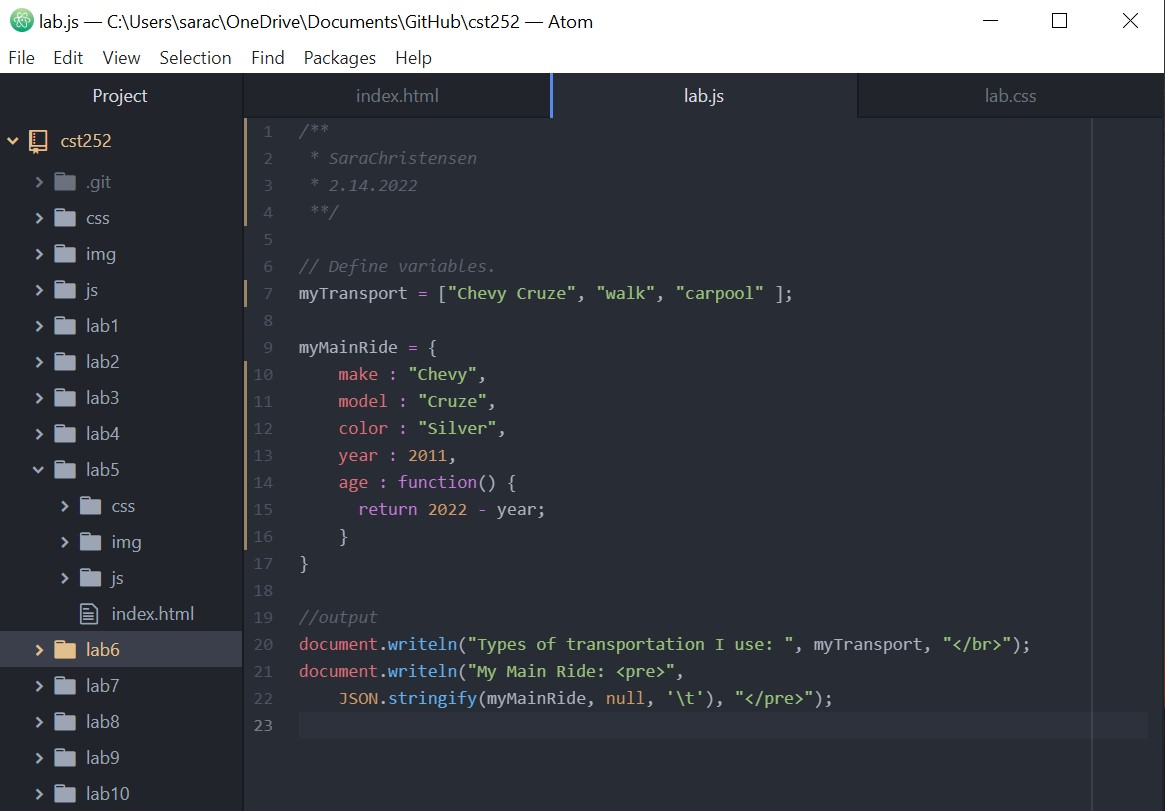 lab.js — C:\Users\sarac\OneDrive\Documents\GitHub\cst252 — Atom
File Edit View Selection Find Packages Help
Project
cst252
.git
css
img
js
lab1
lab2
lab3
lab4
lab5
css
img
js
index.html
lab6
lab7
lab8
lab9
lab10
index.html lab.js lab.css
1 /**
2  * SaraChristensen
3  * 2.14.2022
4  **/
5
6 // Define variables.
7 myTransport = ["Chevy Cruze", "walk", "carpool" ];
8
9 myMainRide = {
10     make : "Chevy",
11     model : "Cruze",
12     color : "Silver",
13     year : 2011,
14     age : function() {
15       return 2022 - year;
16     }
17 }
18
19 //output
20 document.writeln("Types of transportation I use: ", myTransport, "</br>");
21 document.writeln("My Main Ride: <pre>",
22     JSON.stringify(myMainRide, null, '\t'), "</pre>");
23